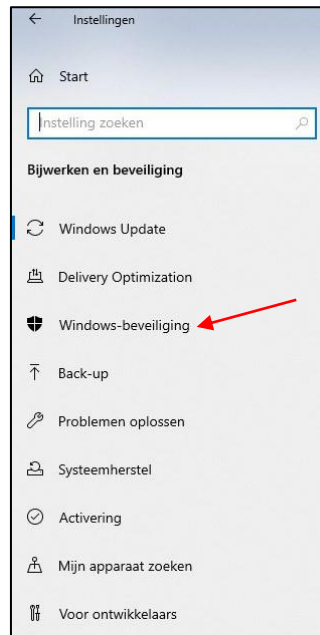 Instellingen
Start
Instelling zoeken
Bijwerken en beveiliging
Windows Update
Delivery Optimization
Windows-beveiliging
Back-up
Problemen oplossen
Systeemherstel
Activering
Mijn apparaat zoeken
Voor ontwikkelaars